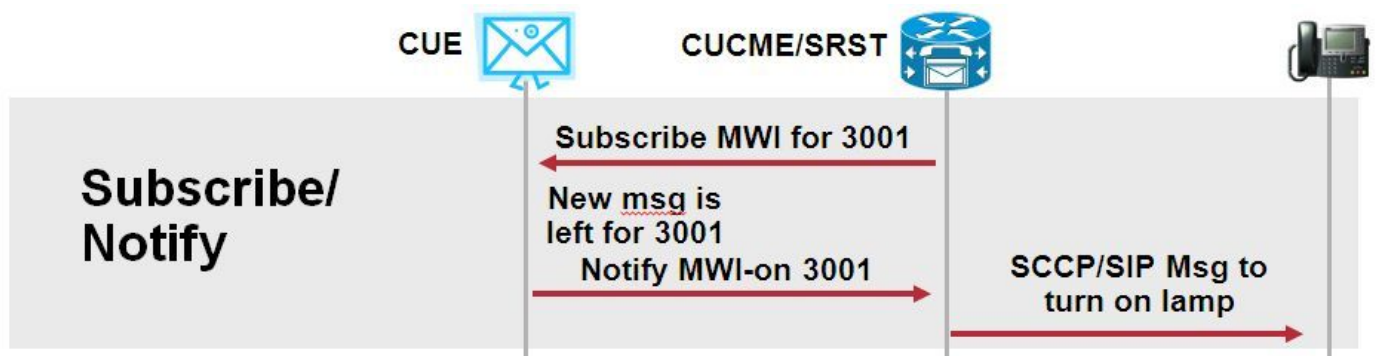 CUE
CUCME/SRST
Subscribe/
Notify
Subscribe MWI for 3001
New msg is
left for 3001
Notify MWI-on 3001
SCCP/SIP Msg to
turn on lamp